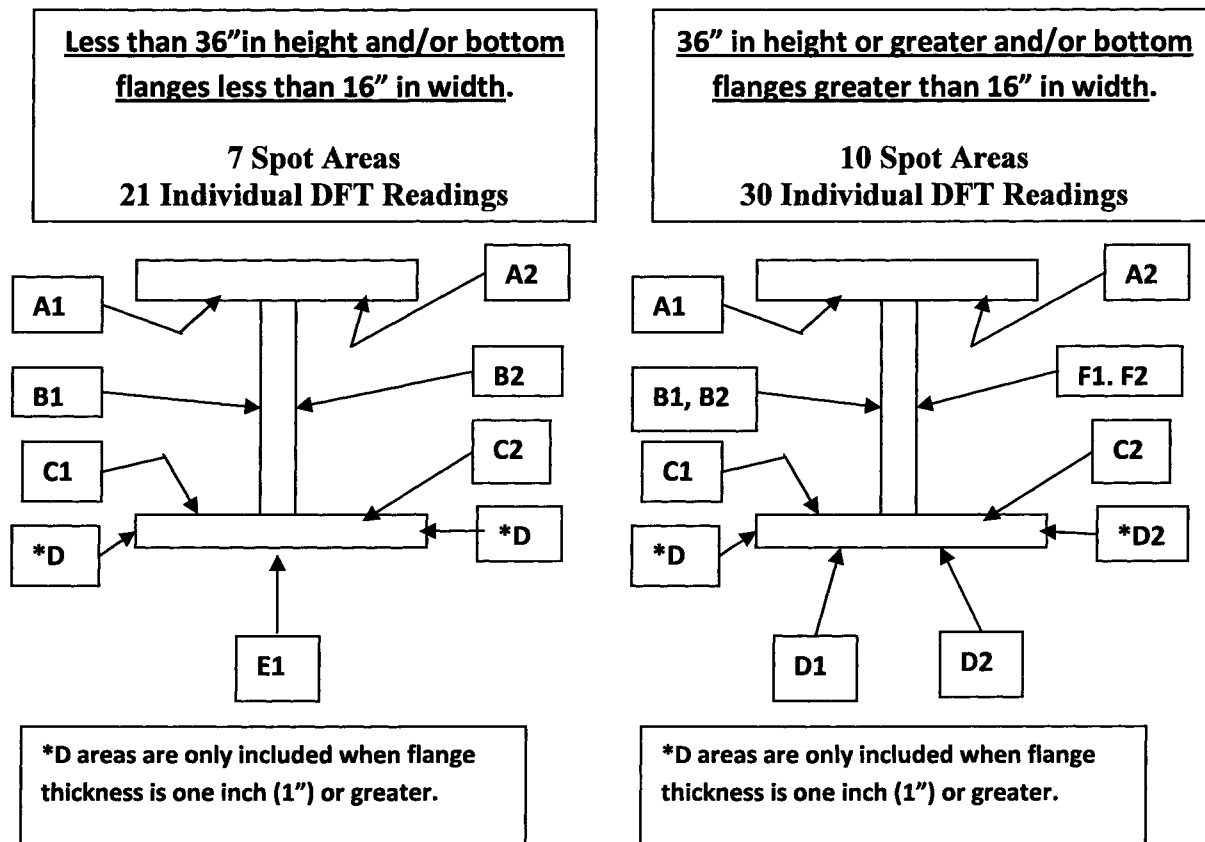 Less than 36”in height and/or bottom
flanges less than 16” in width.
7 Spot Areas
21 Individual DFT Readings
36” in height or greater and/or bottom
flanges greater than 16” in width.
10 Spot Areas
30 Individual DFT Readings
A1
A2
B1
B2
C1
C2
*D
*D
E1
*D areas are only included when flange
thickness is one inch (1”) or greater.
A1
A2
B1, B2
F1. F2
C1
C2
*D
*D2
D1
D2
*D areas are only included when flange
thickness is one inch (1”) or greater.